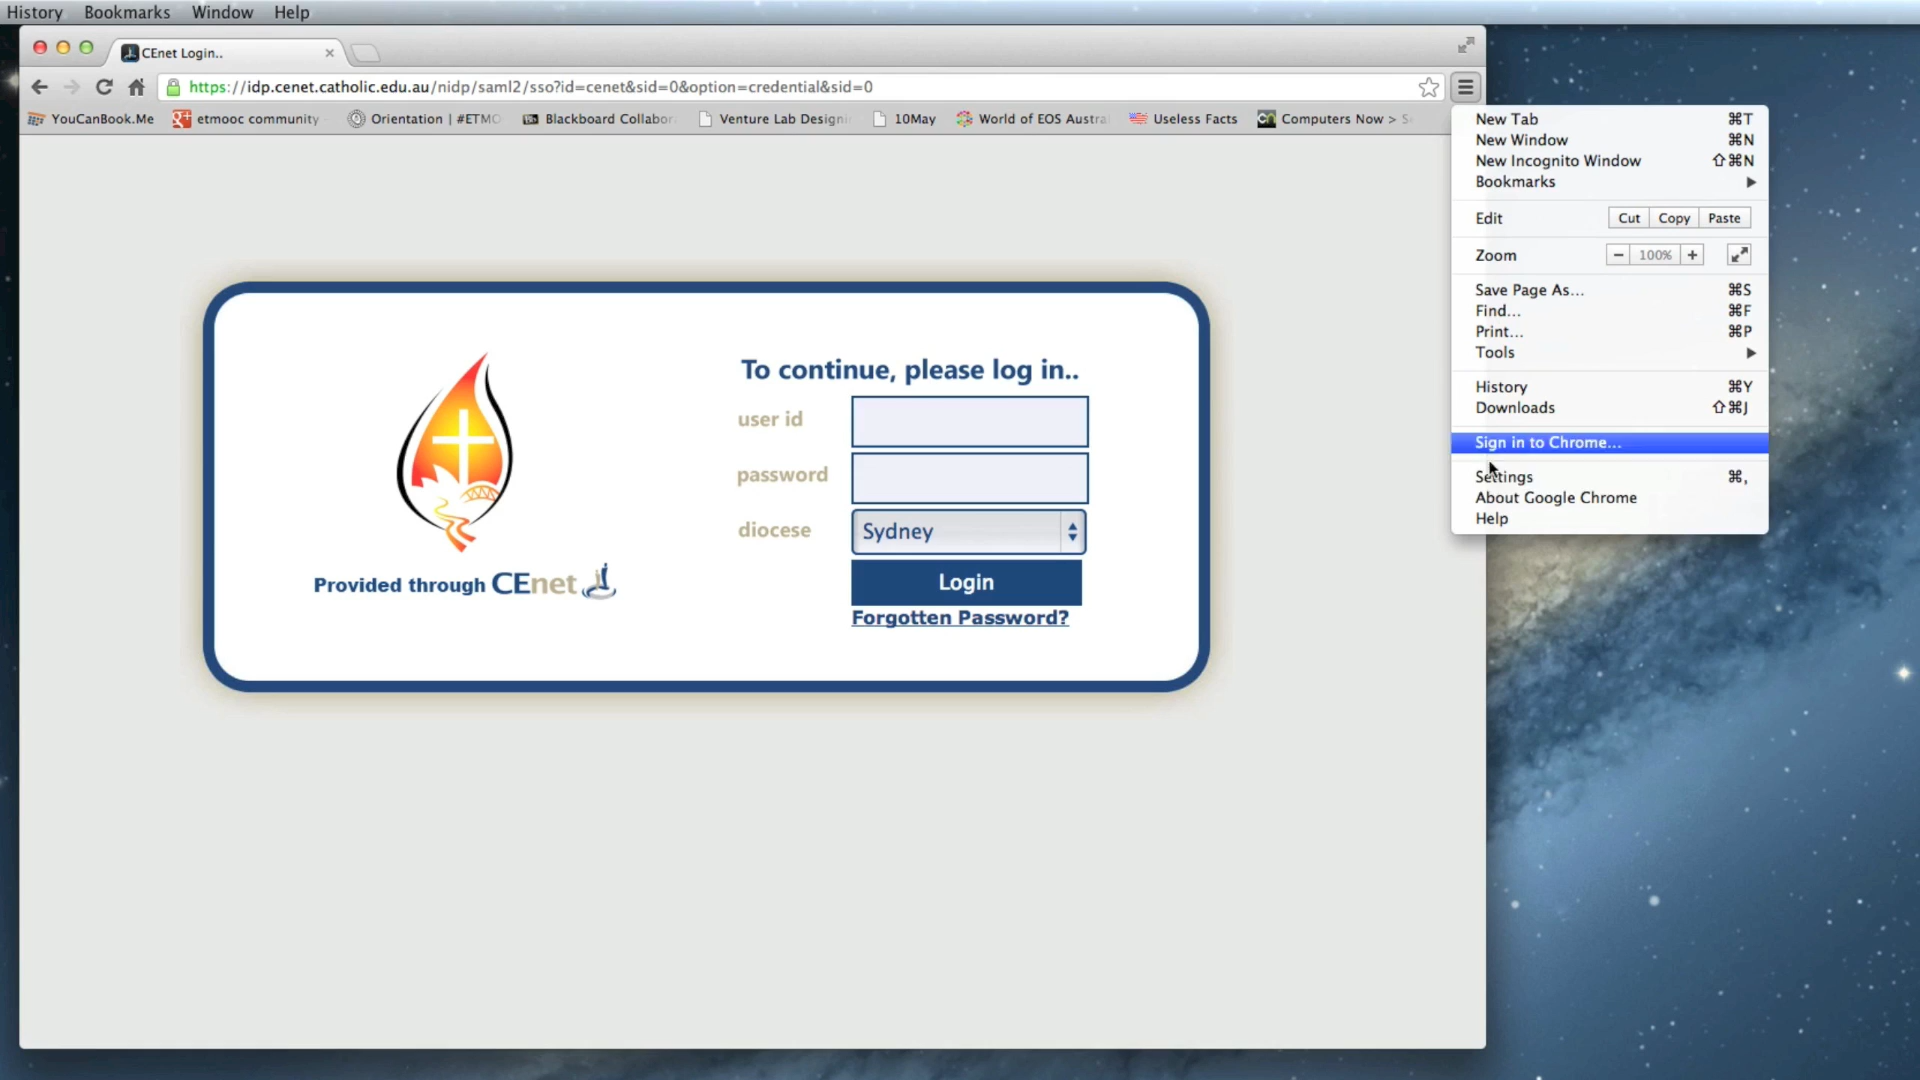 History Bookmarks Window Help
CEnet Login..
https://idp.cenet.catholic.edu.au/nidp/saml2/sso?id=cenet&sid=0&option=credential&sid=0
YouCanBook.Me etmooc community Orientation | #ETMO Blackboard Collabor Venture Lab Designi 10May World of EOS Austra Useless Facts Computers Now >
New Tab ⌘T
New Window ⌘N
New Incognito Window ⇧⌘N
Bookmarks
Edit Cut Copy Paste
Zoom − 100% +
Save Page As... ⌘S
Find... ⌘F
Print... ⌘P
Tools
History ⌘Y
Downloads ⇧⌘J
Sign in to Chrome...
Settings ⌘,
About Google Chrome
Help
To continue, please log in..
user id
password
diocese Sydney
Login
Forgotten Password?
Provided through CEnet